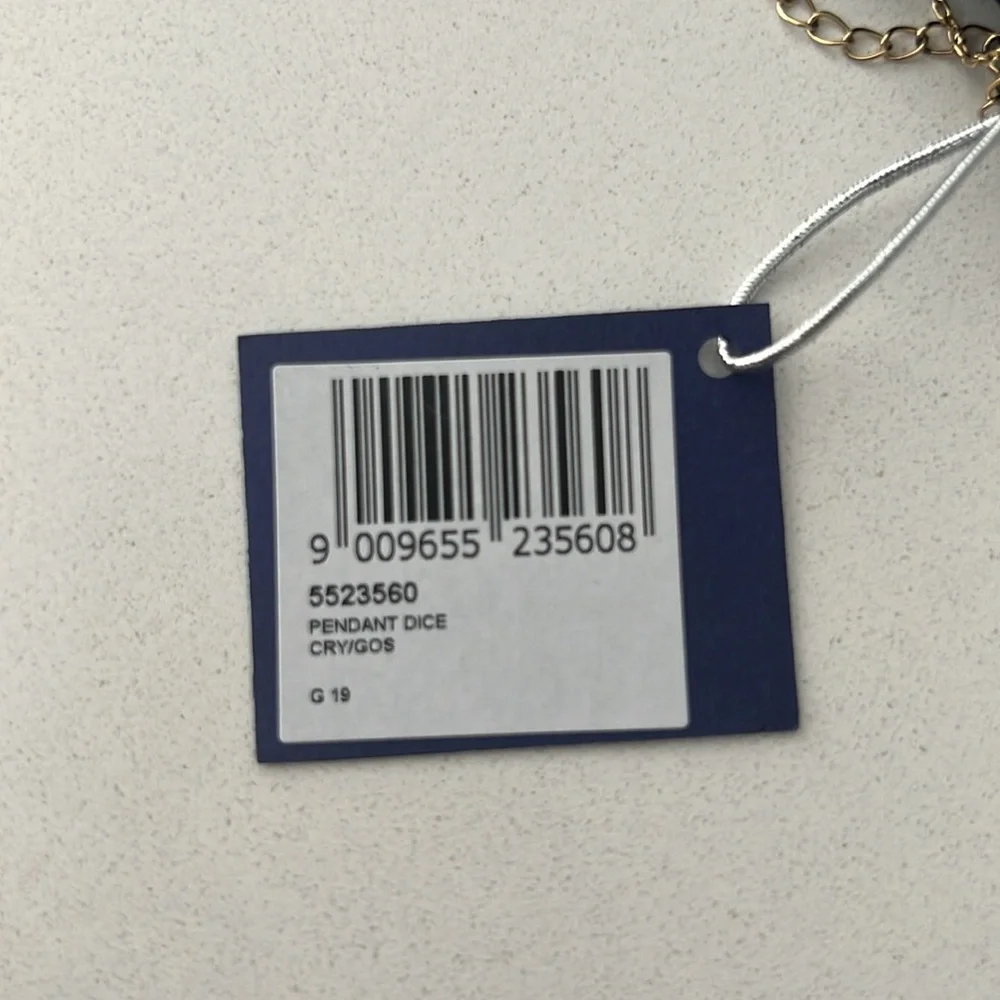 9 009655 235608
5523560
PENDANT DICE
CRY/GOS
G 19